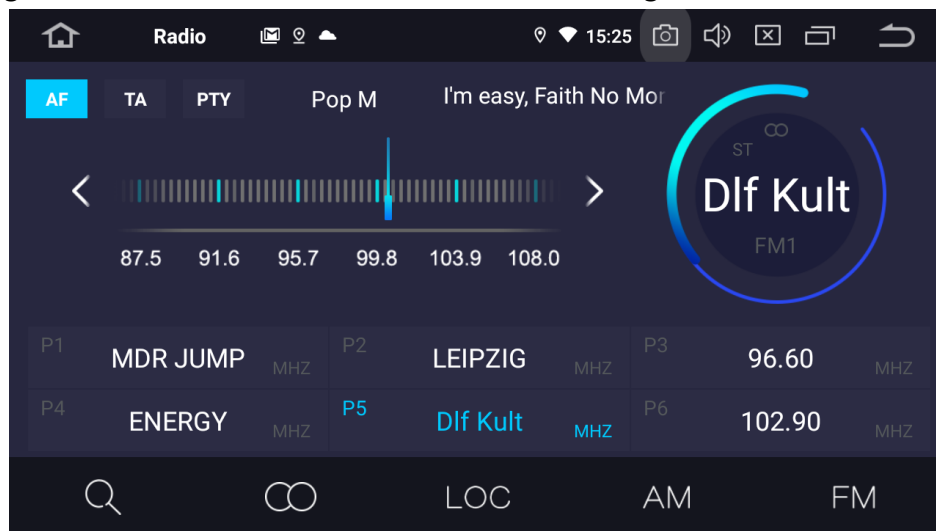 Radio 15:25
AF TA PTY Pop M I'm easy, Faith No Mor
ST
Dlf Kult
FM1
87.5 91.6 95.7 99.8 103.9 108.0
P1 MDR JUMP MHZ P2 LEIPZIG MHZ P3 96.60 MHZ
P4 ENERGY MHZ P5 Dlf Kult MHZ P6 102.90 MHZ
LOC AM FM